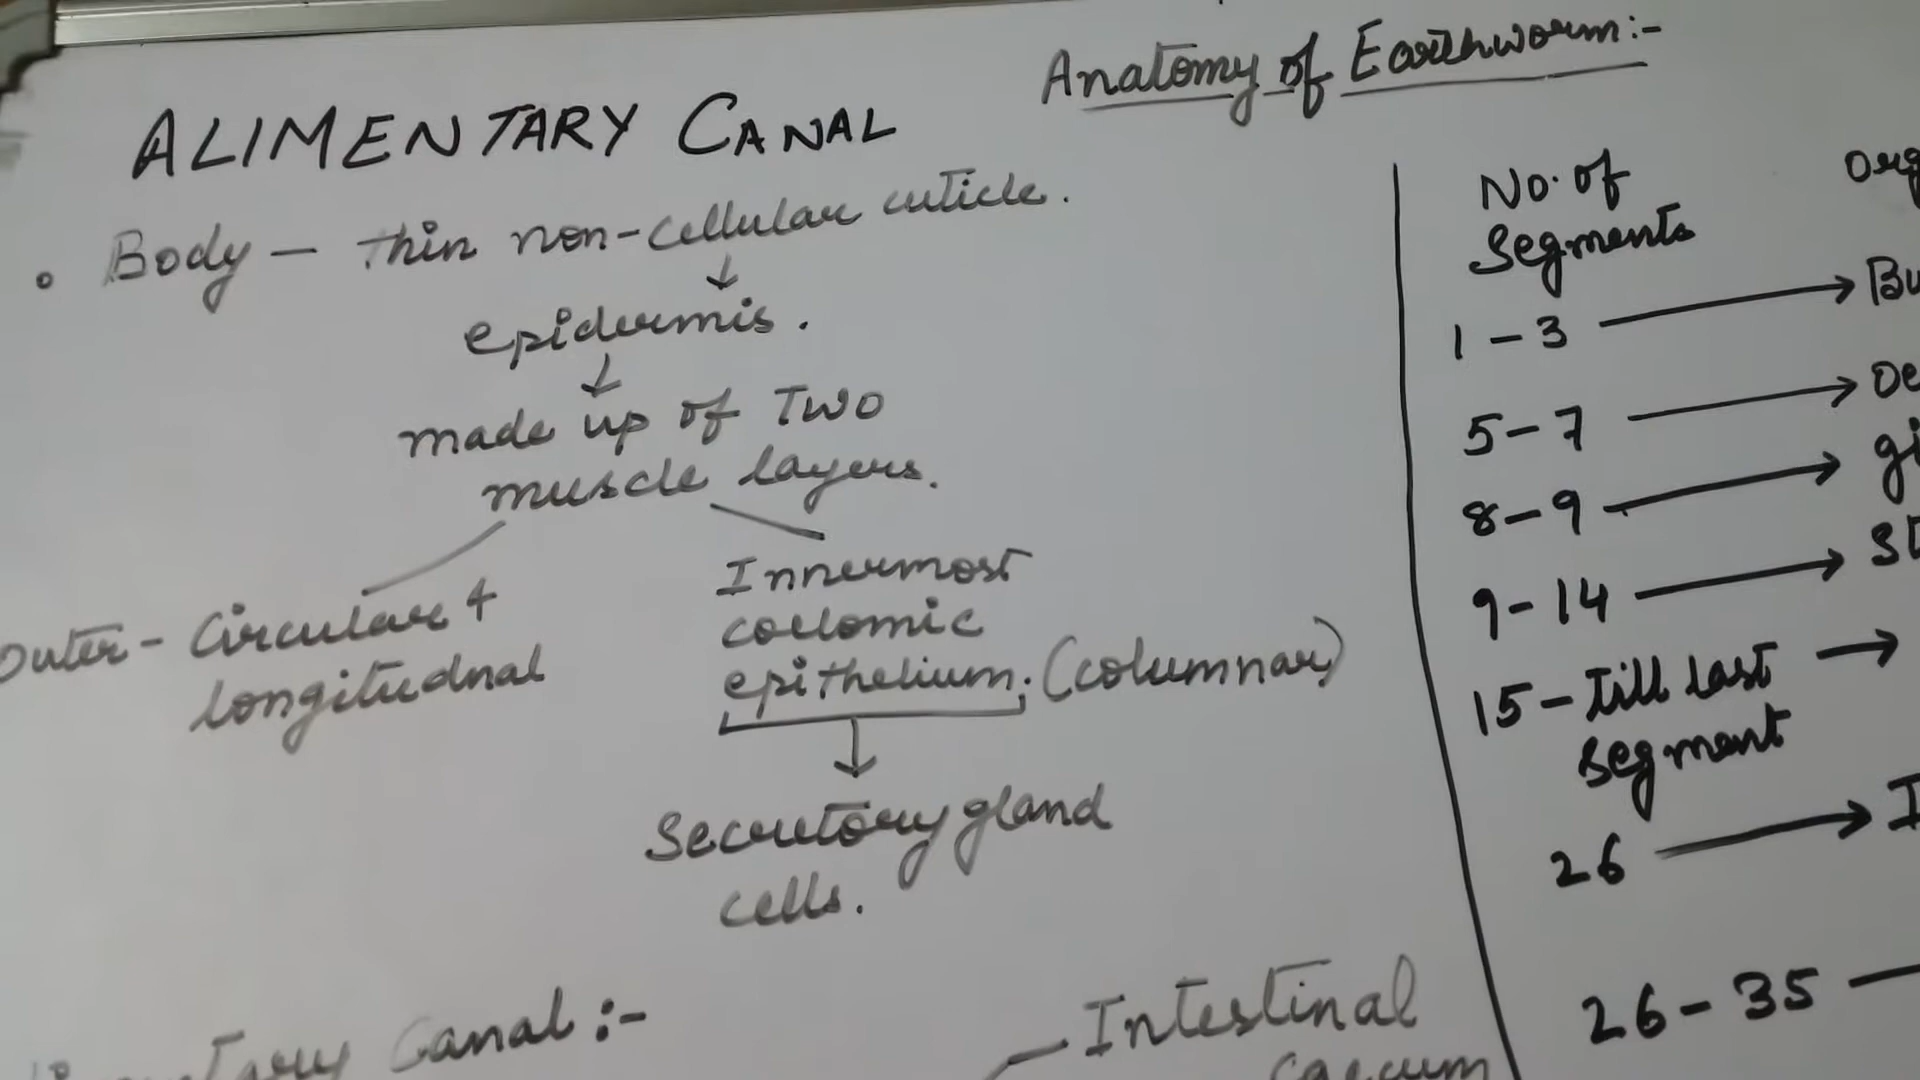 Anatomy of Earthworm:-
ALIMENTARY CANAL
Body - thin non-cellular cuticle.
↓
epidermis.
↓
made up of Two
muscle layers.
Outer - Circular +
longitudnal
Innermost
coelomic
epithelium. (columnar)
↓
Secretory gland
cells.
Canal :-
Intestinal
caecum
No. of
Segments
1 - 3 →
5 - 7 →
8 - 9 →
9 - 14 →
15 - till last →
segment
26 →
26 - 35 -